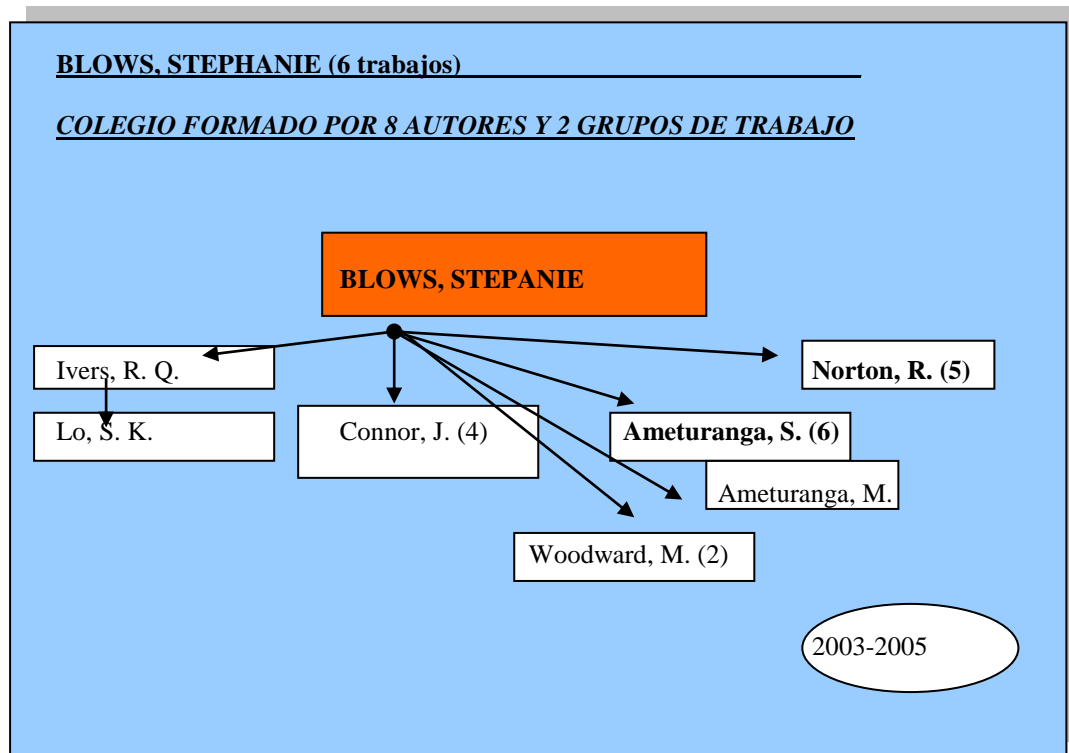 BLOWS, STEPHANIE (6 trabajos)
COLEGIO FORMADO POR 8 AUTORES Y 2 GRUPOS DE TRABAJO
BLOWS, STEPANIE
Ivers, R. Q.
Norton, R. (5)
Lo, S. K.
Connor, J. (4)
Ameturanga, S. (6)
Ameturanga, M.
Woodward, M. (2)
2003-2005